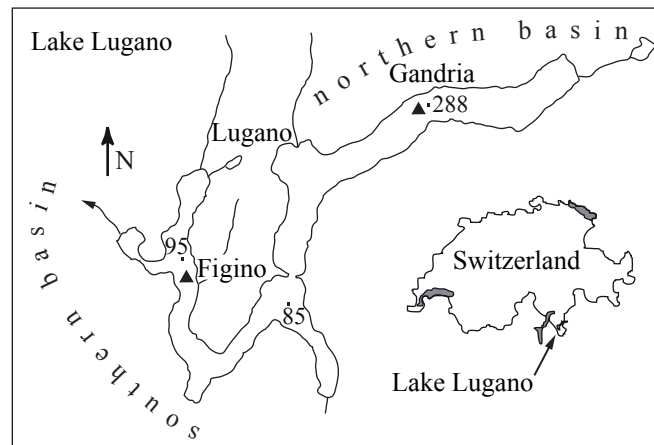 Lake Lugano
northern basin
Gandria
288
Lugano
N
southern basin
95
Figino
85
Switzerland
Lake Lugano